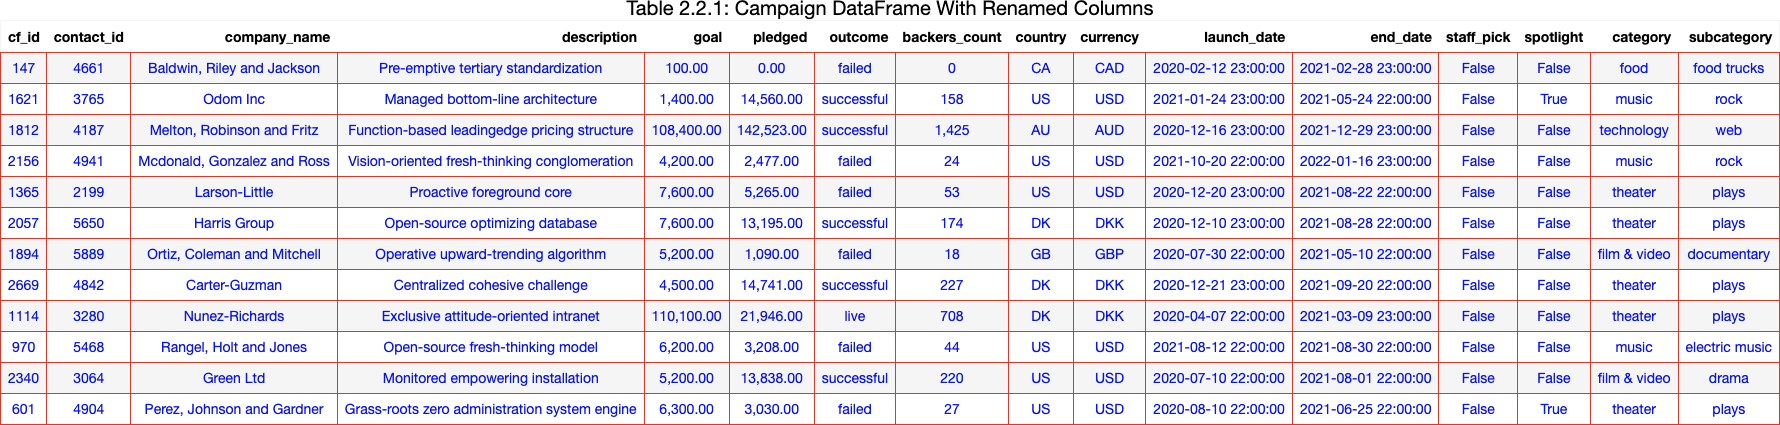 Table 2.2.1: Campaign DataFrame With Renamed Columns
cf_id contact_id company_name description goal pledged outcome backers_count country currency launch_date end_date staff_pick spotlight category subcategory
147 4661 Baldwin, Riley and Jackson Pre-emptive tertiary standardization 100.00 0.00 failed 0 CA CAD 2020-02-12 23:00:00 2021-02-28 23:00:00 False False food food trucks
1621 3765 Odom Inc Managed bottom-line architecture 1,400.00 14,560.00 successful 158 US USD 2021-01-24 23:00:00 2021-05-24 22:00:00 False True music rock
1812 4187 Melton, Robinson and Fritz Function-based leadingedge pricing structure 108,400.00 142,523.00 successful 1,425 AU AUD 2020-12-16 23:00:00 2021-12-29 23:00:00 False False technology web
2156 4941 Mcdonald, Gonzalez and Ross Vision-oriented fresh-thinking conglomeration 4,200.00 2,477.00 failed 24 US USD 2021-10-20 22:00:00 2022-01-16 23:00:00 False False music rock
1365 2199 Larson-Little Proactive foreground core 7,600.00 5,265.00 failed 53 US USD 2020-12-20 23:00:00 2021-08-22 22:00:00 False False theater plays
2057 5650 Harris Group Open-source optimizing database 7,600.00 13,195.00 successful 174 DK DKK 2020-12-10 23:00:00 2021-08-28 22:00:00 False False theater plays
1894 5889 Ortiz, Coleman and Mitchell Operative upward-trending algorithm 5,200.00 1,090.00 failed 18 GB GBP 2020-07-30 22:00:00 2021-05-10 22:00:00 False False film & video documentary
2669 4842 Carter-Guzman Centralized cohesive challenge 4,500.00 14,741.00 successful 227 DK DKK 2020-12-21 23:00:00 2021-09-20 22:00:00 False False theater plays
1114 3280 Nunez-Richards Exclusive attitude-oriented intranet 110,100.00 21,946.00 live 708 DK DKK 2020-04-07 22:00:00 2021-03-09 23:00:00 False False theater plays
970 5468 Rangel, Holt and Jones Open-source fresh-thinking model 6,200.00 3,208.00 failed 44 US USD 2021-08-12 22:00:00 2021-08-30 22:00:00 False False music electric music
2340 3064 Green Ltd Monitored empowering installation 5,200.00 13,838.00 successful 220 US USD 2020-07-10 22:00:00 2021-08-01 22:00:00 False False film & video drama
601 4904 Perez, Johnson and Gardner Grass-roots zero administration system engine 6,300.00 3,030.00 failed 27 US USD 2020-08-10 22:00:00 2021-06-25 22:00:00 False True theater plays